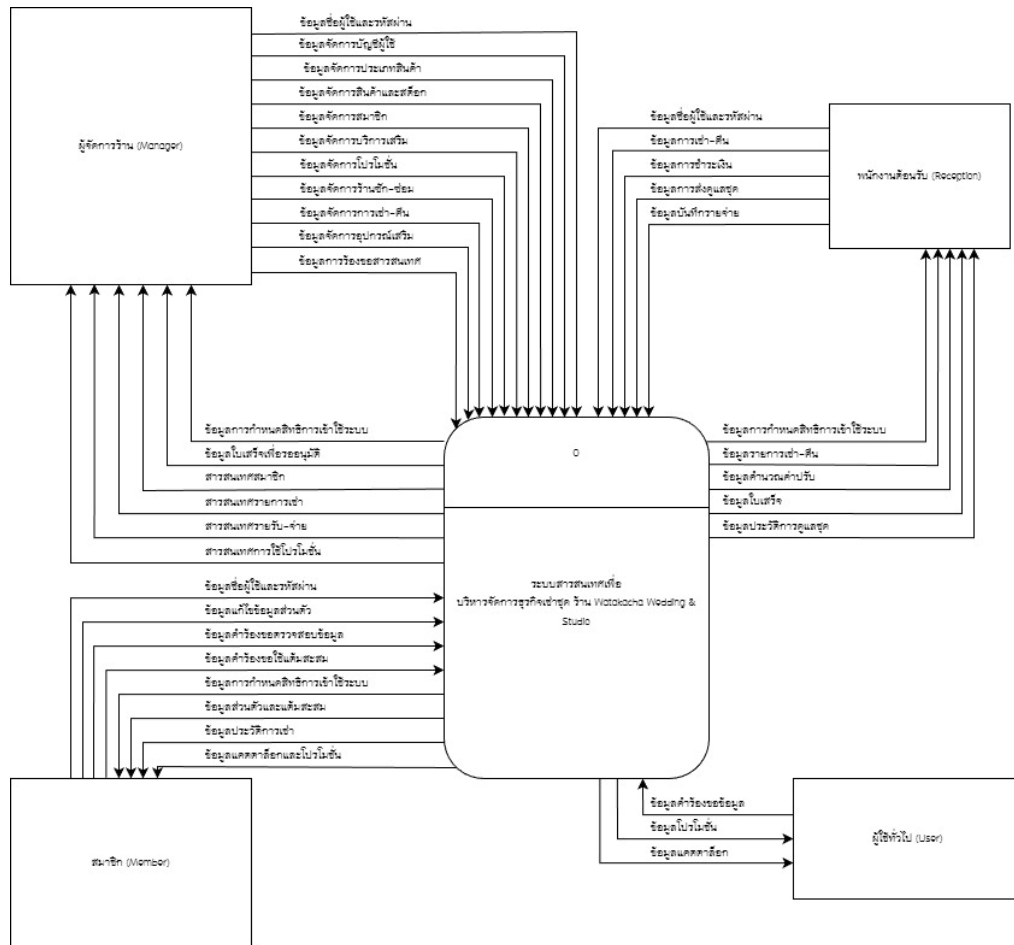 ข้อมูลชื่อผู้ใช้และรหัสผ่าน
ข้อมูลจัดการบัญชีผู้ใช้
ข้อมูลจัดการประเภทสินค้า
ข้อมูลจัดการสินค้าและสต็อก
ข้อมูลจัดการสมาชิก
ข้อมูลจัดการบริการเสริม
ข้อมูลจัดการโปรโมชั่น
ข้อมูลจัดการร้านซัก-ซ่อม
ข้อมูลจัดการการเช่า-คืน
ข้อมูลจัดการอุปกรณ์เสริม
ข้อมูลการร้องขอสารสนเทศ
ผู้จัดการร้าน (Manager)
ข้อมูลชื่อผู้ใช้และรหัสผ่าน
ข้อมูลการเช่า-คืน
ข้อมูลการชำระเงิน
ข้อมูลการส่งดูแลชุด
ข้อมูลบันทึกรายจ่าย
พนักงานต้อนรับ (Reception)
ข้อมูลการกำหนดสิทธิการเข้าใช้ระบบ
ข้อมูลใบเสร็จเพื่อรออนุมัติ
สารสนเทศสมาชิก
สารสนเทศรายการเช่า
สารสนเทศรายรับ-จ่าย
สารสนเทศการใช้โปรโมชั่น
0
ระบบสารสนเทศเพื่อ
บริหารจัดการธุรกิจเช่าชุด ร้าน Watakacha Wedding &
Studio
ข้อมูลการกำหนดสิทธิการเข้าใช้ระบบ
ข้อมูลรายการเช่า-คืน
ข้อมูลคำนวณค่าปรับ
ข้อมูลใบเสร็จ
ข้อมูลประวัติการดูแลชุด
ข้อมูลชื่อผู้ใช้และรหัสผ่าน
ข้อมูลแก้ไขข้อมูลส่วนตัว
ข้อมูลคำร้องขอตรวจสอบข้อมูล
ข้อมูลคำร้องขอใช้แต้มสะสม
ข้อมูลการกำหนดสิทธิการเข้าใช้ระบบ
ข้อมูลส่วนตัวและแต้มสะสม
ข้อมูลประวัติการเช่า
ข้อมูลแคตตาล็อกและโปรโมชั่น
สมาชิก (Member)
ข้อมูลคำร้องขอข้อมูล
ข้อมูลโปรโมชั่น
ข้อมูลแคตตาล็อก
ผู้ใช้ทั่วไป (User)